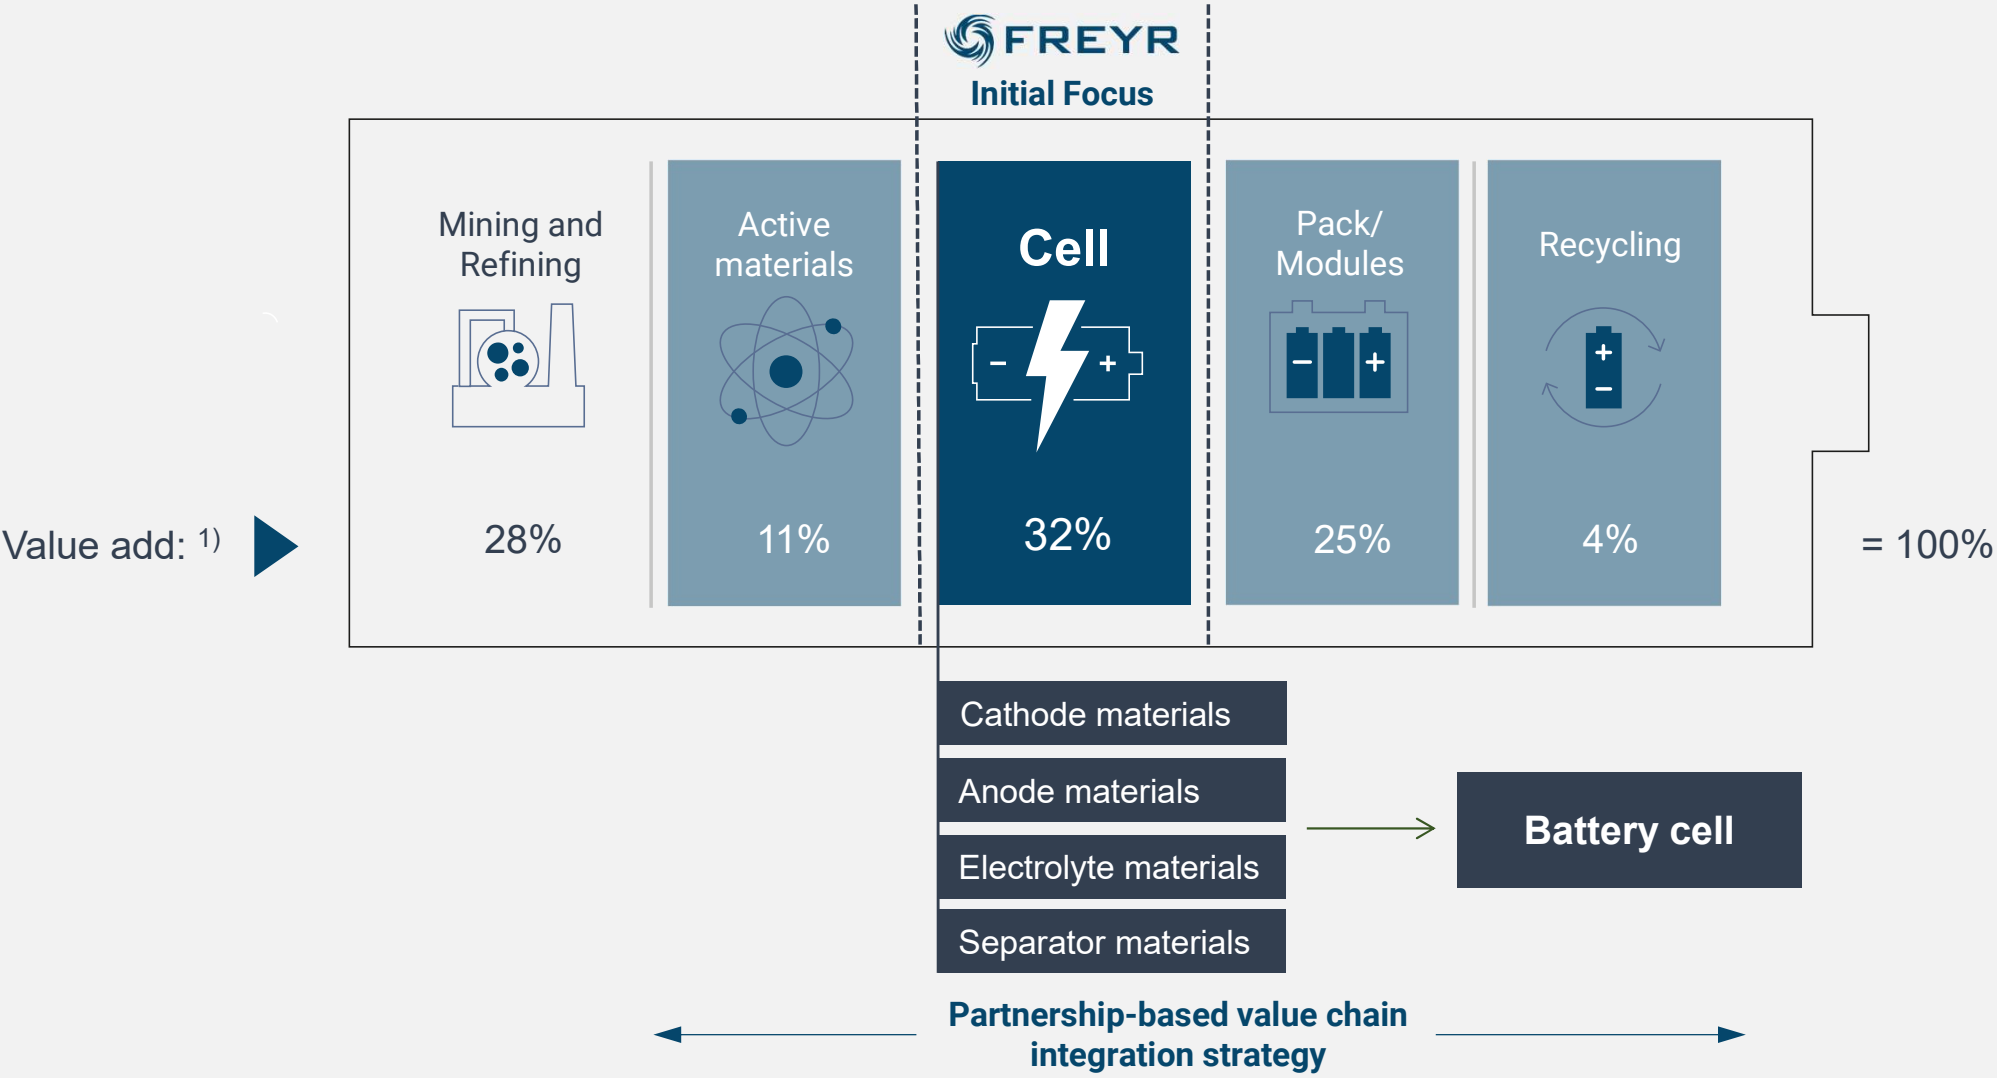 FREYR
Initial Focus
Mining and
Refining
Active
materials
Cell
Pack/
Modules
Recycling
Value add: 1)
28%
11%
32%
25%
4%
= 100%
Cathode materials
Anode materials
Electrolyte materials
Separator materials
Battery cell
Partnership-based value chain
integration strategy